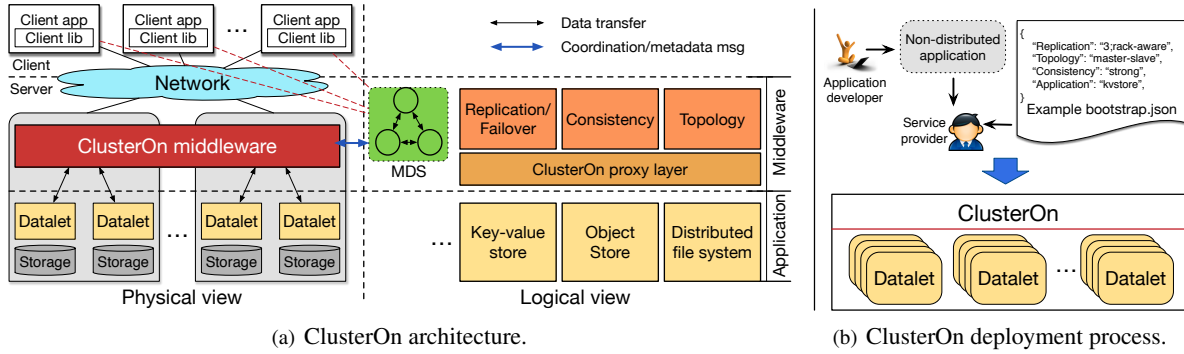 Client app
Client lib
Client app
Client lib
...
Client app
Client lib
Data transfer
Coordination/metadata msg
Client
Server
Network
ClusterOn middleware
MDS
Replication/
Failover
Consistency
Topology
ClusterOn proxy layer
Middleware
Datalet
Datalet
...
Datalet
Datalet
Storage
Storage
Storage
Storage
...
Key-value
store
Object
Store
Distributed
file system
Application
Physical view
Logical view
(a) ClusterOn architecture.
Application
developer
Non-distributed
application
Service
provider
{
“Replication”: “3;rack-aware”,
“Topology”: “master-slave”,
“Consistency”: “strong”,
“Application”: “kvstore”,
}
Example bootstrap.json
ClusterOn
Datalet
Datalet
...
Datalet
(b) ClusterOn deployment process.